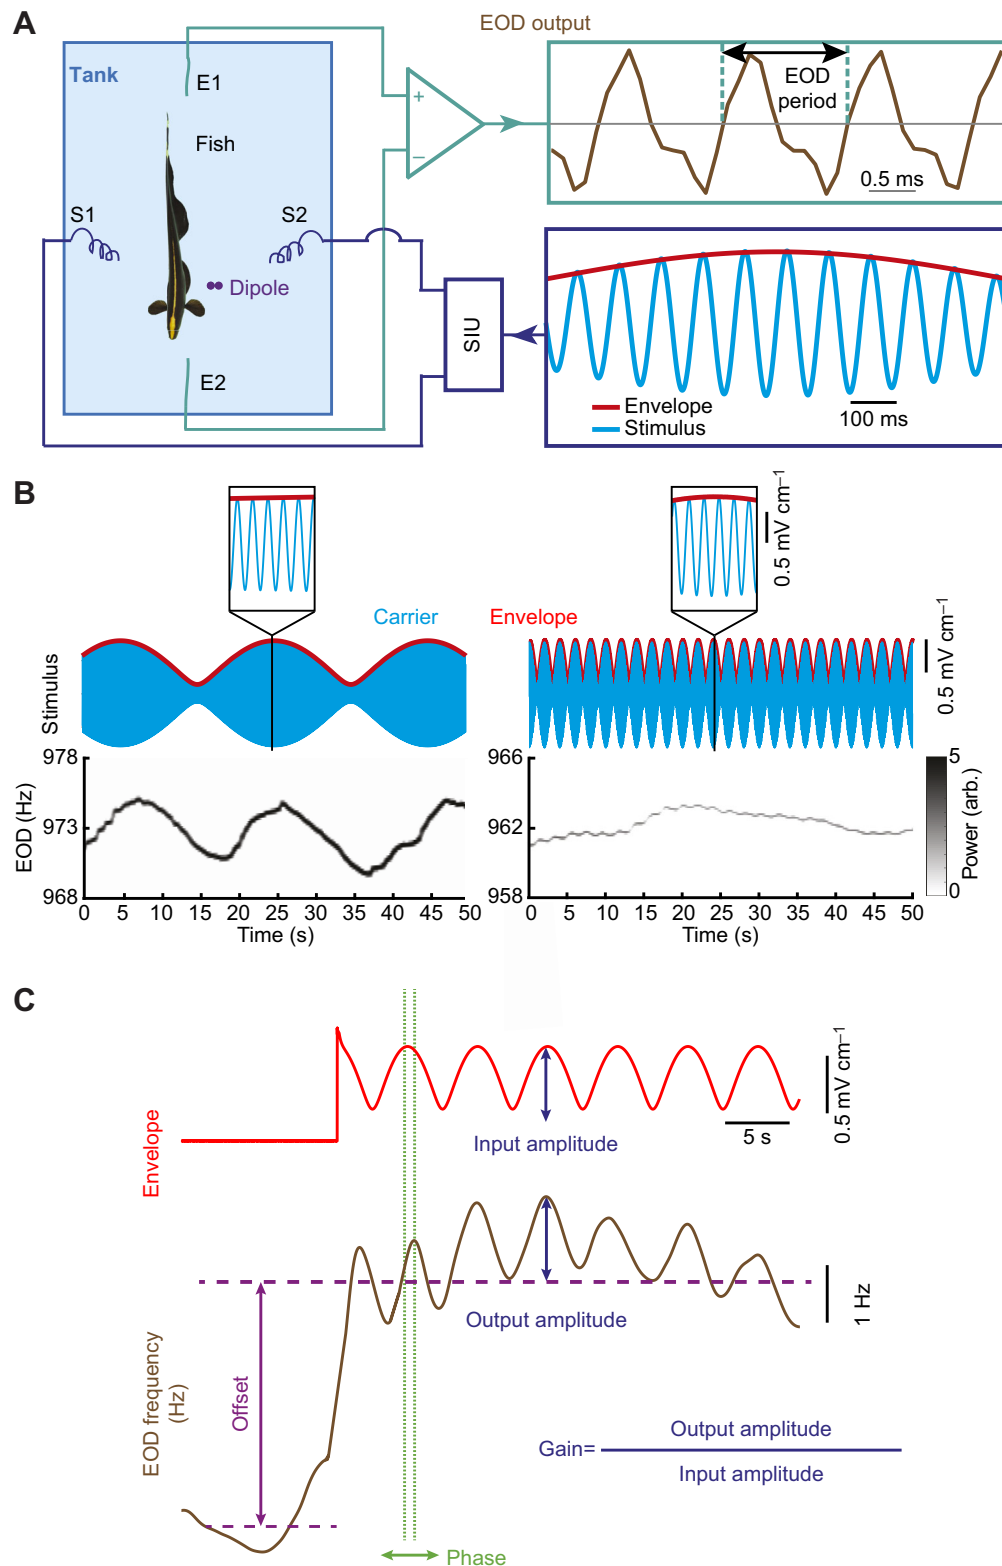 A
EOD output
Tank
E1
Fish
S1
S2
Dipole
E2
+
−
EOD
period
0.5 ms
SIU
Envelope
Stimulus
100 ms
B
0.5 mV cm−1
Carrier
Envelope
Stimulus
0.5 mV cm−1
978
973
968
EOD (Hz)
0 5 15 20 25 30 35 40 45 50
Time (s)
966
962
958
0 5 10 15 20 25 30 35 40 45 50
Time (s)
5
0
Power (arb.)
C
Envelope
Input amplitude
5 s
0.5 mV cm−1
Output amplitude
1 Hz
EOD frequency
(Hz)
Offset
Gain=
Output amplitude
Input amplitude
Phase